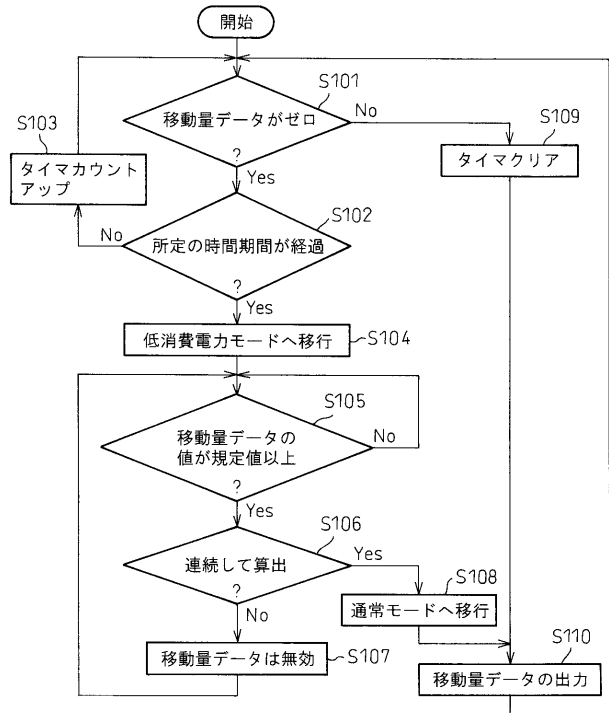 開始
S101
移動量データがゼロ
?
No
Yes
S109
タイマクリア
S103
タイマカウント
アップ
S102
所定の時間期間が経過
?
No
Yes
低消費電力モードへ移行
S104
S105
移動量データの
値が規定値以上
?
No
Yes
S106
連続して算出
?
Yes
No
S108
通常モードへ移行
移動量データは無効
S107
S110
移動量データの出力